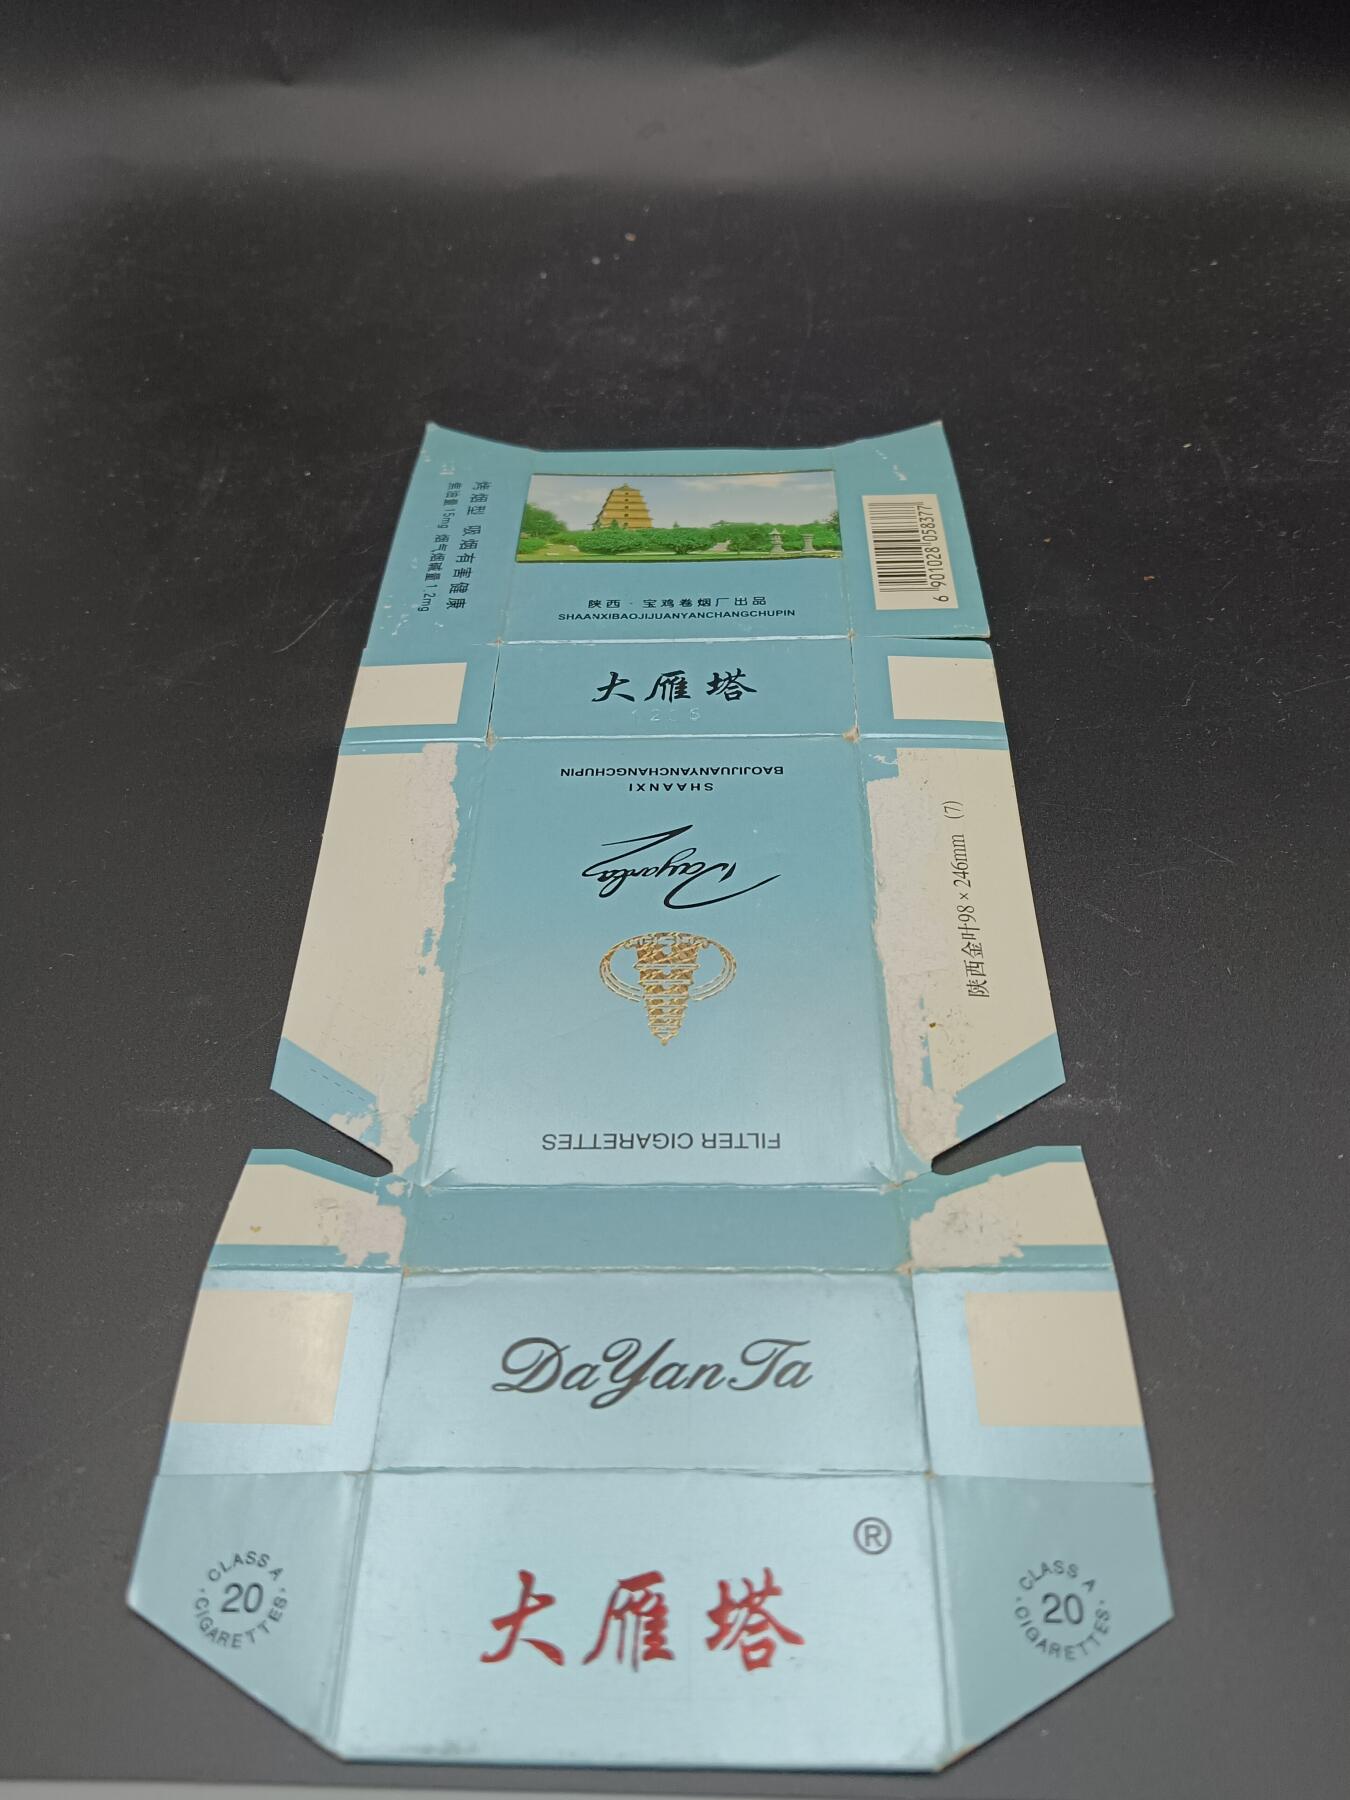 烤烟型 吸烟有害健康
焦油量15mg 烟气烟碱量1.2mg
陕西·宝鸡卷烟厂出品
SHAANXIBAOJIJUANYANCHANGCHUPIN
6 901028 058377
大雁塔
BAOJIJUANYANCHANGCHUPIN
SHAANXI
Dayanta
陕西金叶98×246mm (7)
FILTER CIGARETTES
DaYanTa
®
大雁塔
CLASS A
20
CIGARETTES
CLASS A
20
CIGARETTES